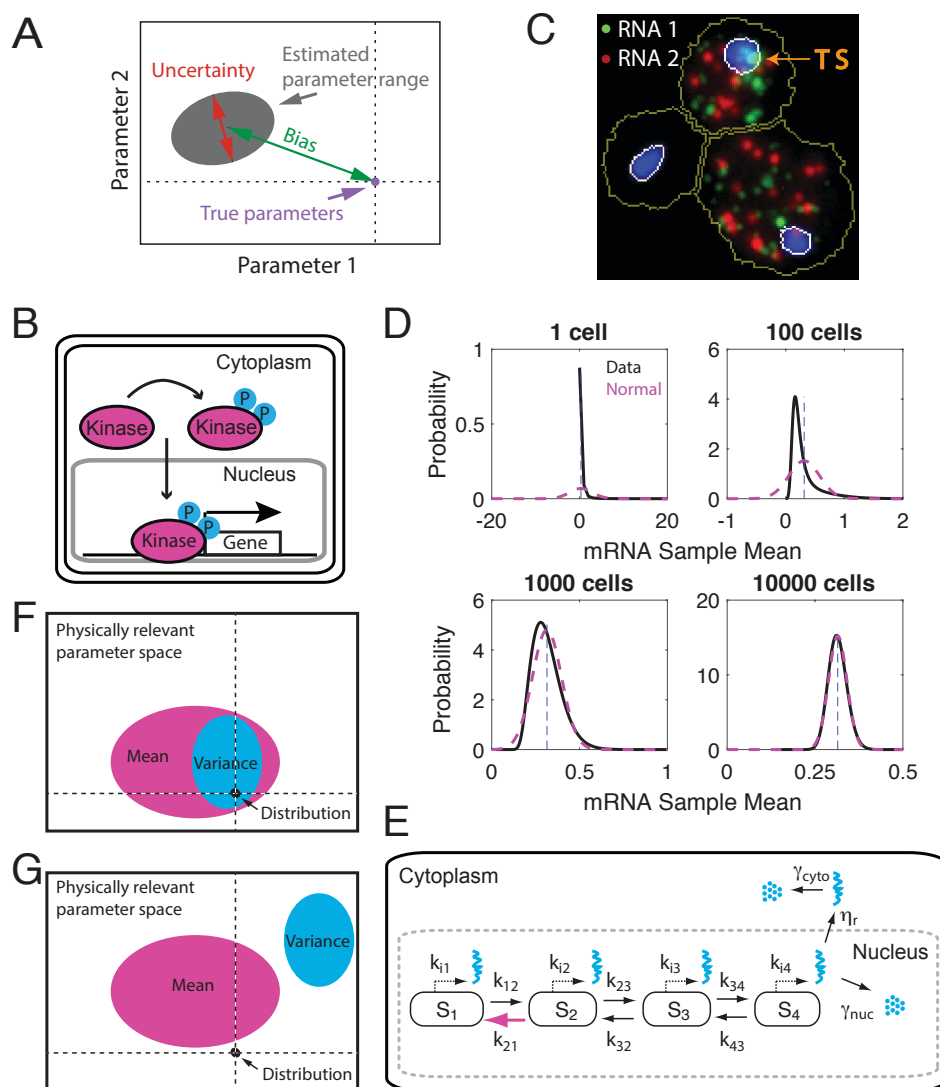 A
Parameter 2
Uncertainty
Estimated
parameter range
Bias
True parameters
Parameter 1
C
RNA 1
RNA 2
TS
B
Cytoplasm
Kinase
Kinase
P
P
Nucleus
P
P
Kinase
Gene
D
1 cell
Probability
1
0.5
0
-20
0
20
Data
Normal
mRNA Sample Mean
100 cells
6
4
2
0
-1
0
1
2
mRNA Sample Mean
1000 cells
Probability
6
4
2
0
0
0.5
1
10000 cells
20
10
0
0
0.25
0.5
mRNA Sample Mean
F
Physically relevant
parameter space
Mean
Variance
Distribution
G
Physically relevant
parameter space
Mean
Variance
Distribution
E
Cytoplasm
γcyto
ηr
Nucleus
ki1
k12
ki2
k23
ki3
k34
ki4
S1
S2
S3
S4
γnuc
k21
k32
k43